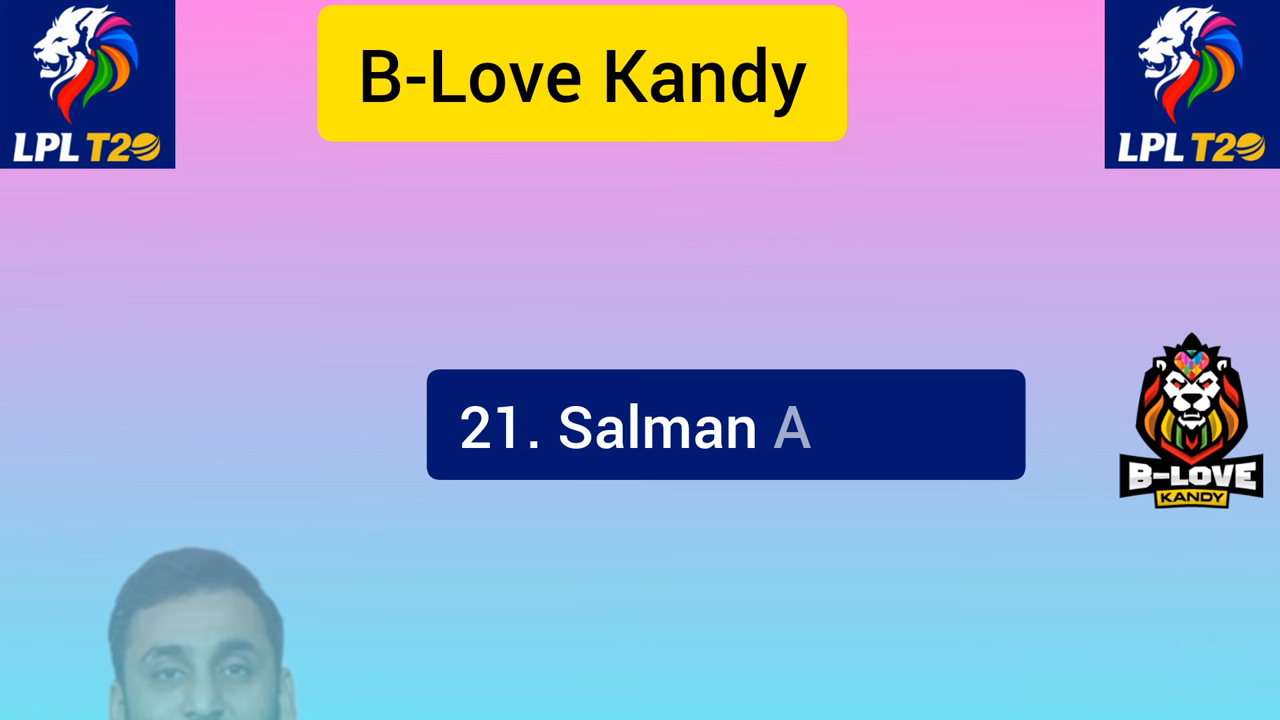 B-Love Kandy
LPL T20
LPL T20
21. Salman A
B-LOVE
KANDY